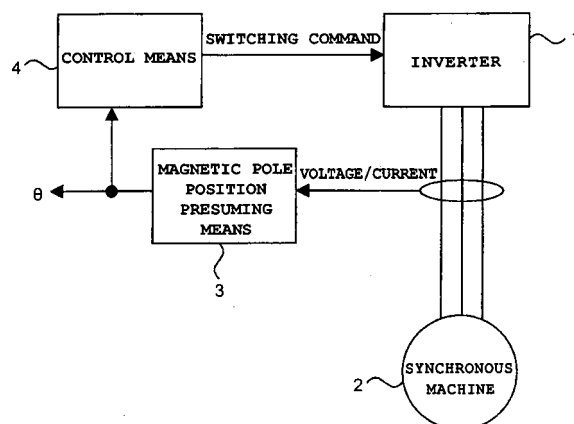 SWITCHING COMMAND
4
CONTROL MEANS
INVERTER
MAGNETIC POLE
POSITION
PRESUMING
MEANS
VOLTAGE/CURRENT
θ
3
2
SYNCHRONOUS
MACHINE